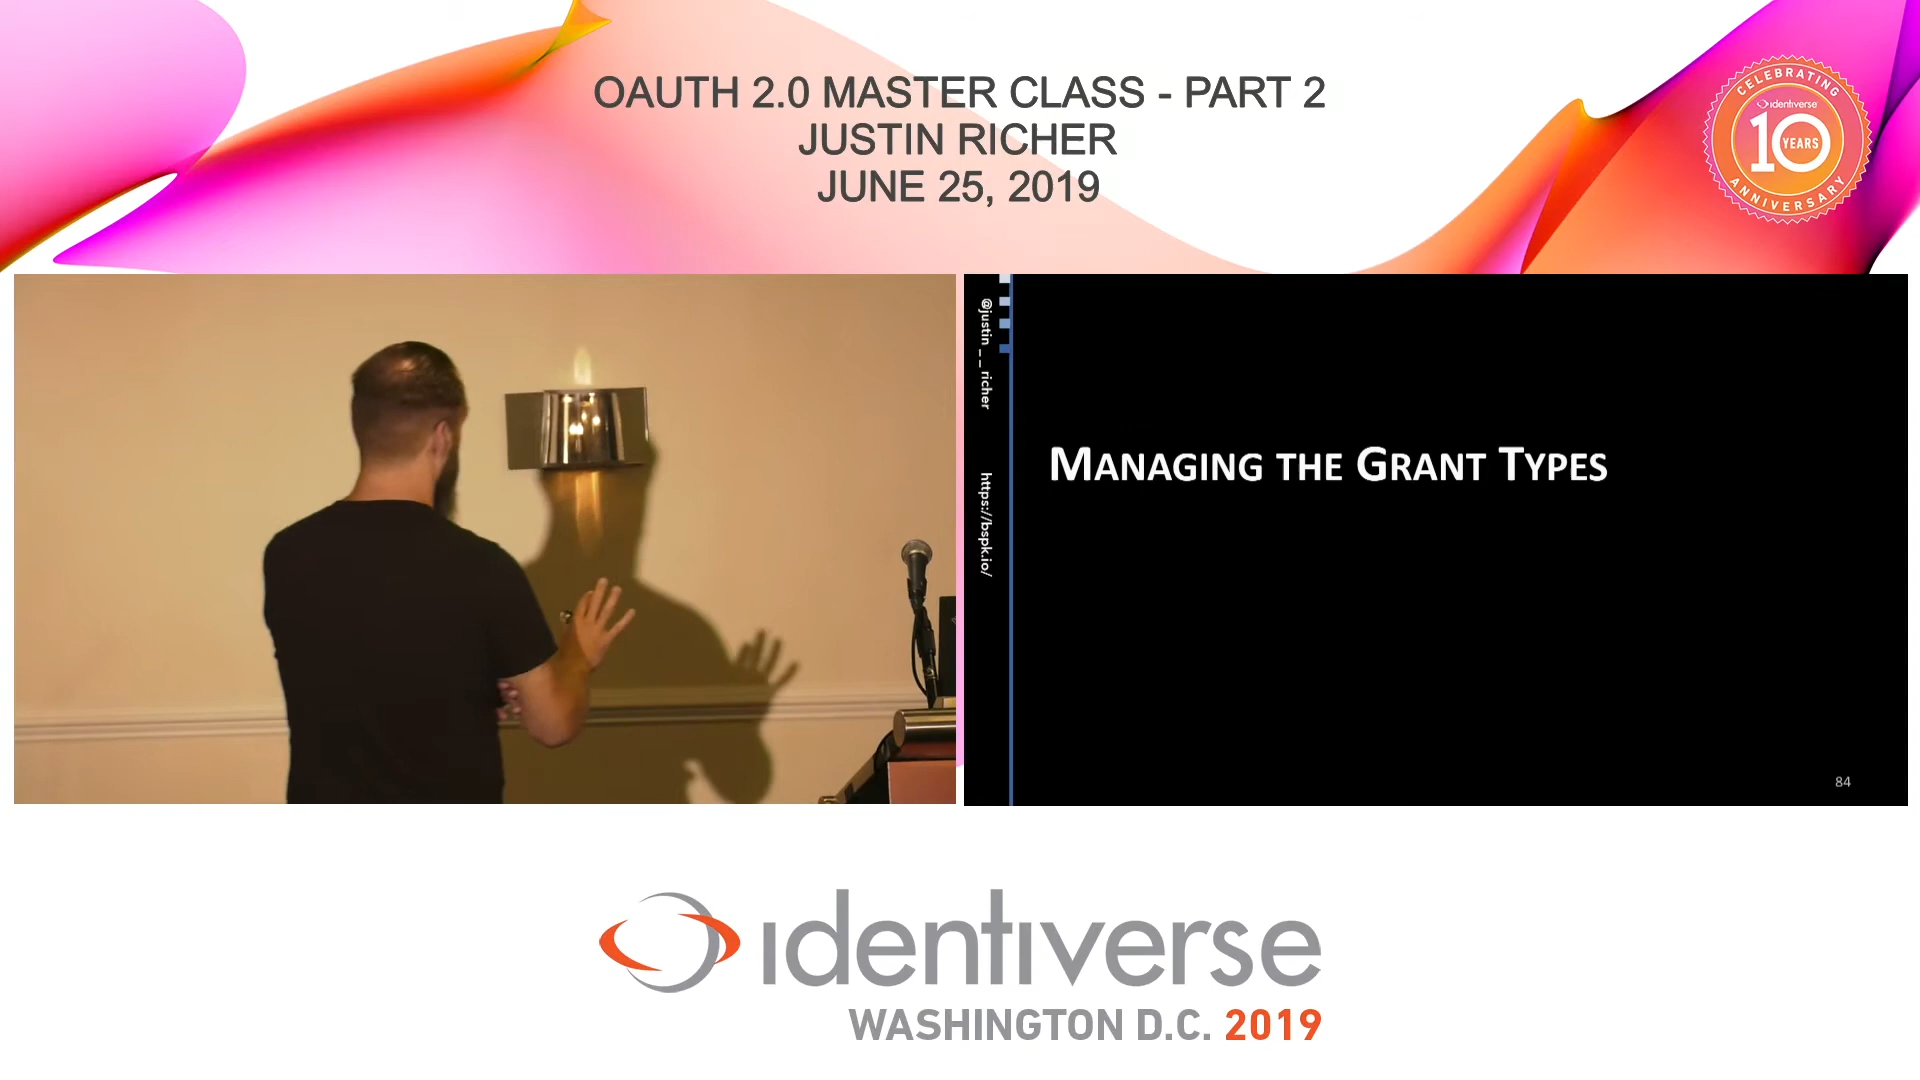 OAUTH 2.0 MASTER CLASS - PART 2
JUSTIN RICHER
JUNE 25, 2019
CELEBRATING
identiverse
10
YEARS
ANNIVERSARY
@justin__richer
https://bspk.io/
MANAGING THE GRANT TYPES
84
identiverse
WASHINGTON D.C. 2019